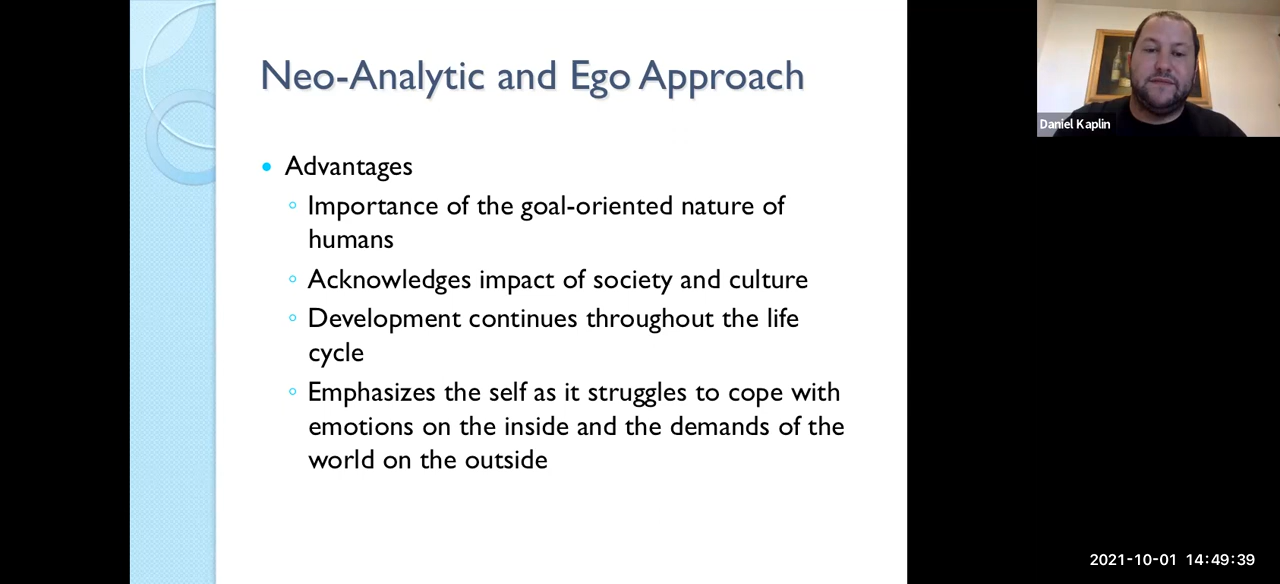 Neo-Analytic and Ego Approach
Advantages
Importance of the goal-oriented nature of
humans
Acknowledges impact of society and culture
Development continues throughout the life
cycle
Emphasizes the self as it struggles to cope with
emotions on the inside and the demands of the
world on the outside
Daniel Kaplin
2021-10-01 14:49:39